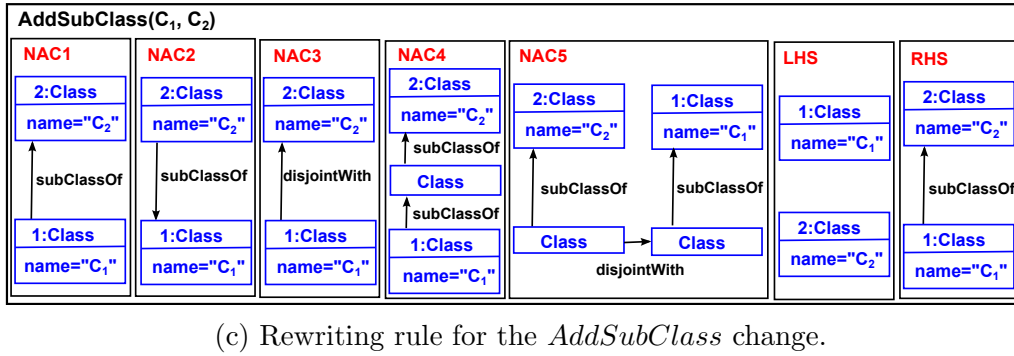 AddSubClass(C₁, C₂)
NAC1
2:Class
name="C₂"
subClassOf
1:Class
name="C₁"
NAC2
2:Class
name="C₂"
subClassOf
1:Class
name="C₁"
NAC3
2:Class
name="C₂"
disjointWith
1:Class
name="C₁"
NAC4
2:Class
name="C₂"
subClassOf
Class
subClassOf
1:Class
name="C₁"
NAC5
2:Class
name="C₂"
subClassOf
Class
1:Class
name="C₁"
subClassOf
Class
disjointWith
LHS
1:Class
name="C₁"
2:Class
name="C₂"
RHS
2:Class
name="C₂"
subClassOf
1:Class
name="C₁"
(c) Rewriting rule for the AddSubClass change.